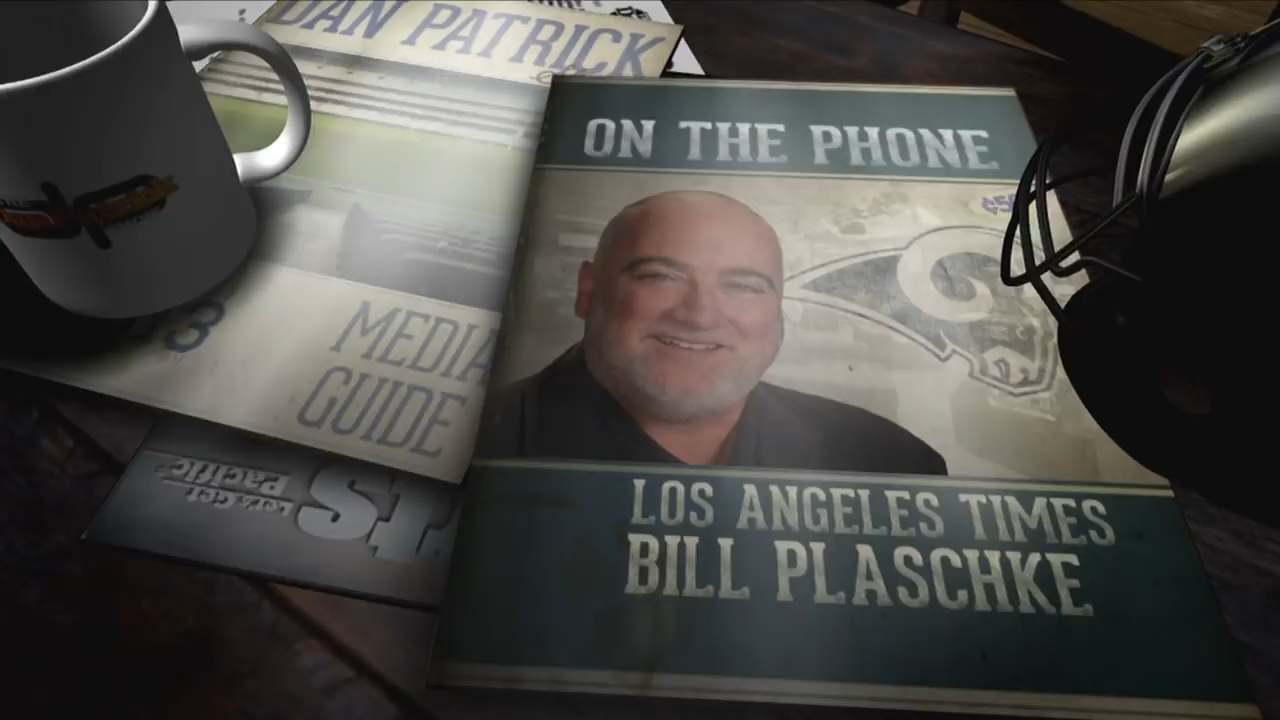 DAN PATRICK
ON THE PHONE
MEDIA
GUIDE
LOS ANGELES TIMES
BILL PLASCHKE